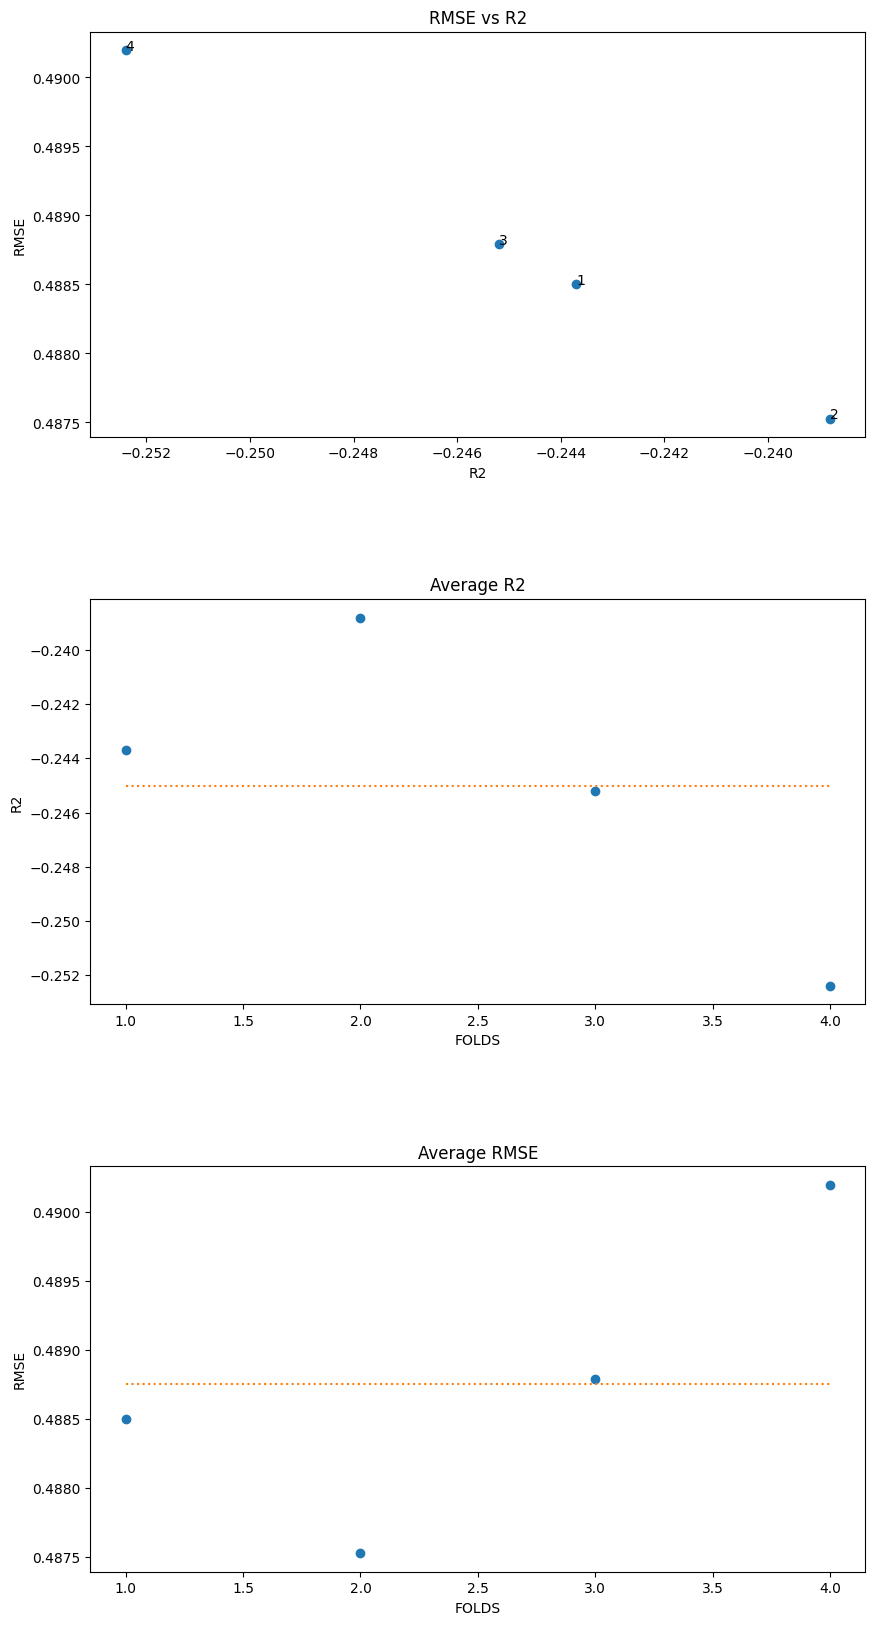 RMSE vs R2
4
0.4900
0.4895
3
0.4890
RMSE
1
0.4885
0.4880
2
0.4875
−0.252 −0.250 −0.248 −0.246 −0.244 −0.242 −0.240
R2
Average R2
−0.240
−0.242
−0.244
R2
−0.246
−0.248
−0.250
−0.252
1.0 1.5 2.0 2.5 3.0 3.5 4.0
FOLDS
Average RMSE
0.4900
0.4895
0.4890
RMSE
0.4885
0.4880
0.4875
1.0 1.5 2.0 2.5 3.0 3.5 4.0
FOLDS